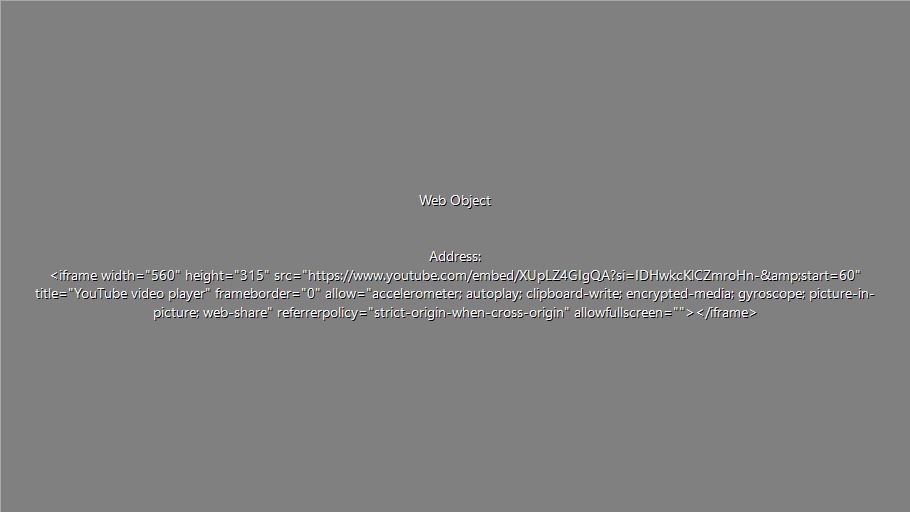 Web Object
Address:
<iframe width="560" height="315" src="https://www.youtube.com/embed/XUpLZ4GIgQA?si=IDHwkcKlCZmroHn-&amp;start=60"
title="YouTube video player" frameborder="0" allow="accelerometer; autoplay; clipboard-write; encrypted-media; gyroscope; picture-in-
picture; web-share" referrerpolicy="strict-origin-when-cross-origin" allowfullscreen=""></iframe>